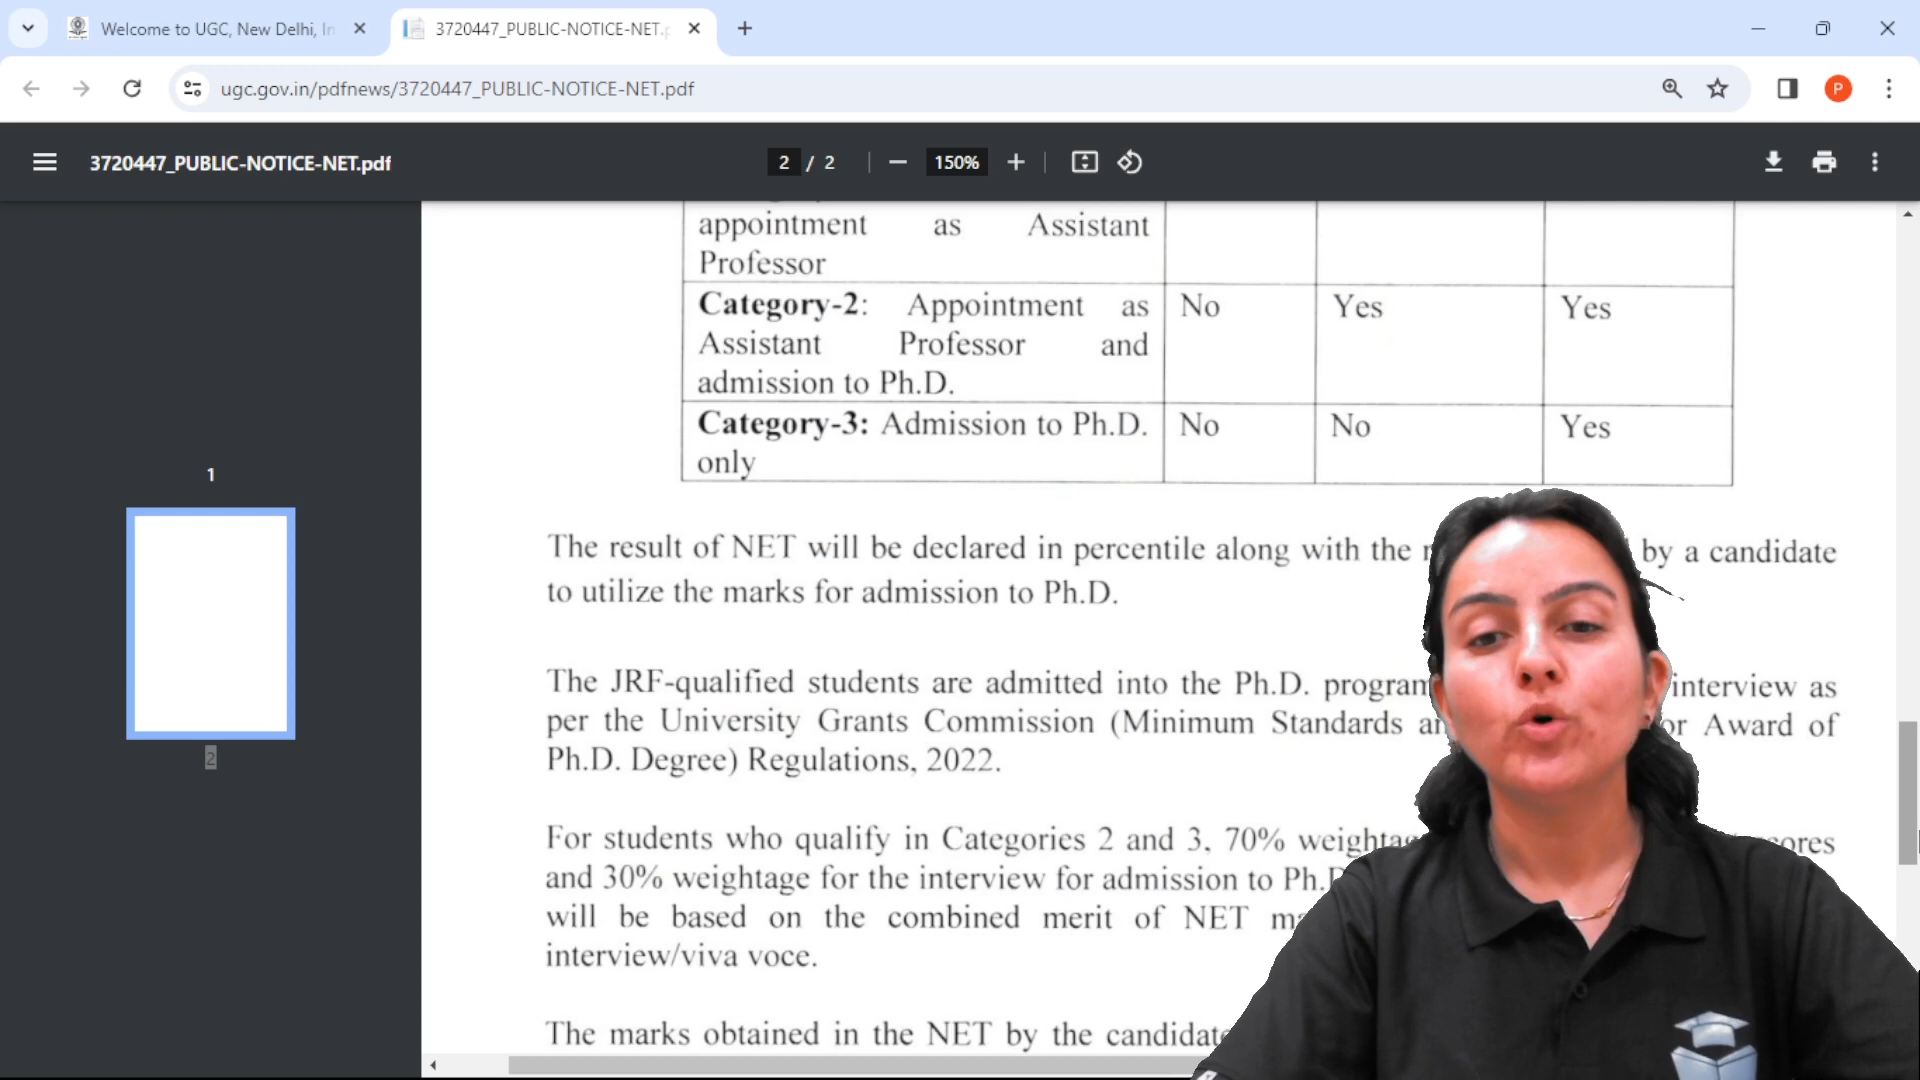 Welcome to UGC, New Delhi, In
3720447_PUBLIC-NOTICE-NET.p
ugc.gov.in/pdfnews/3720447_PUBLIC-NOTICE-NET.pdf
P
3720447_PUBLIC-NOTICE-NET.pdf
2 / 2
150%
appointment as Assistant
Professor
Category-2: Appointment as No Yes Yes
Assistant Professor and
admission to Ph.D.
Category-3: Admission to Ph.D. No No Yes
only
1
2
The result of NET will be declared in percentile along with the by a candidate
to utilize the marks for admission to Ph.D.
The JRF-qualified students are admitted into the Ph.D. program interview as
per the University Grants Commission (Minimum Standards Award of
Ph.D. Degree) Regulations, 2022.
For students who qualify in Categories 2 and 3, 70%
and 30% weightage for the interview for admission to
will be based on the combined merit of NET
interview/viva voce.
The marks obtained in the NET by the